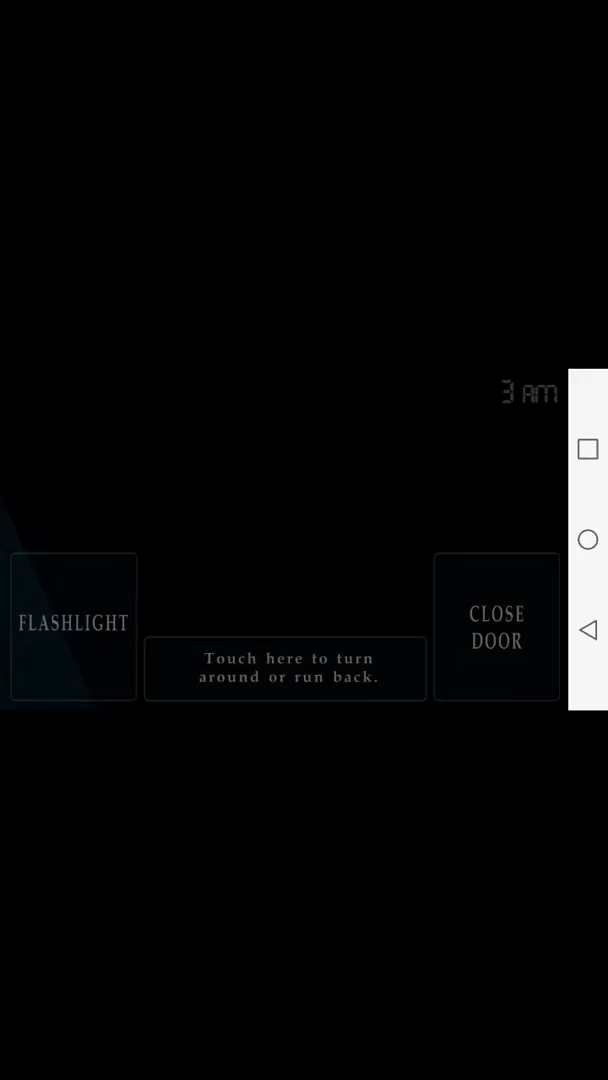 3 AM
FLASHLIGHT
CLOSE
DOOR
Touch here to turn
around or run back.